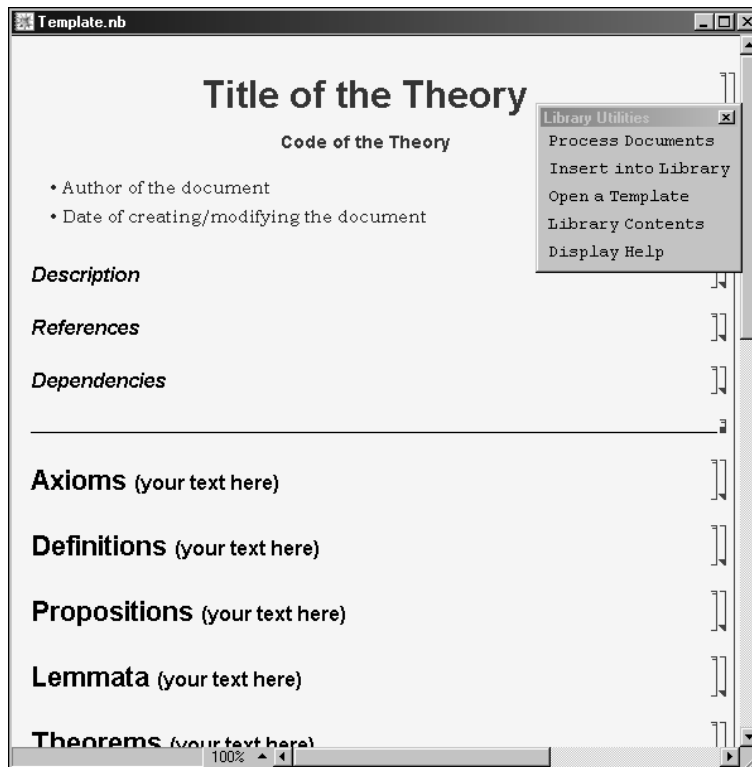 Template.nb
Title of the Theory
Code of the Theory
• Author of the document
• Date of creating/modifying the document
Library Utilities
Process Documents
Insert into Library
Open a Template
Library Contents
Display Help
Description
References
Dependencies
Axioms (your text here)
Definitions (your text here)
Propositions (your text here)
Lemmata (your text here)
Theorems (your text here)
100%